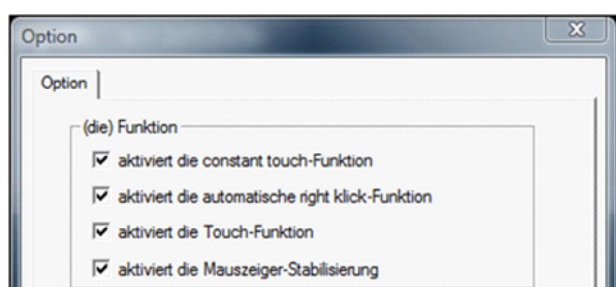 Option
Option
(die) Funktion
aktiviert die constant touch-Funktion
aktiviert die automatische right klick-Funktion
aktiviert die Touch-Funktion
aktiviert die Mauszeiger-Stabilisierung